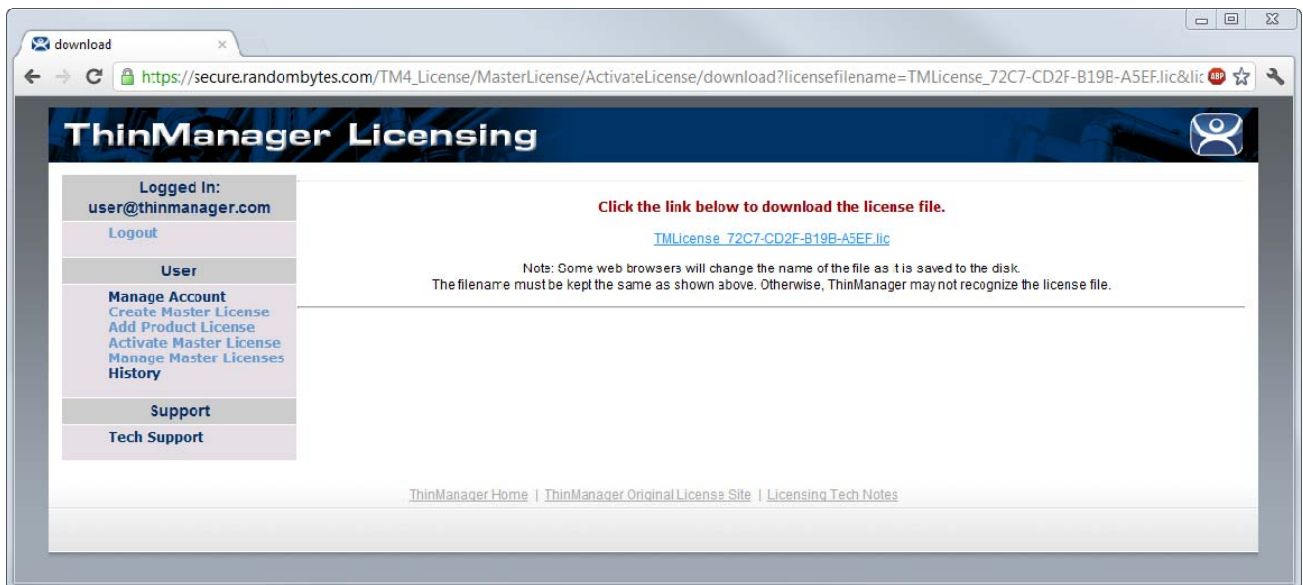 download
https://secure.randombytes.com/TM4_License/MasterLicense/ActivateLicense/download?licensefilename=TMLicense_72C7-CD2F-B19B-A5EF.lic&lic
ABP
ThinManager Licensing
Logged In:
user@thinmanager.com
Logout
User
Manage Account
Create Master License
Add Product License
Activate Master License
Manage Master Licenses
History
Support
Tech Support
Click the link below to download the license file.
TMLicense_72C7-CD2F-B19B-A5EF.lic
Note: Some web browsers will change the name of the file as it is saved to the disk.
The filename must be kept the same as shown above. Otherwise, ThinManager may not recognize the license file.
ThinManager Home | ThinManager Original License Site | Licensing Tech Notes